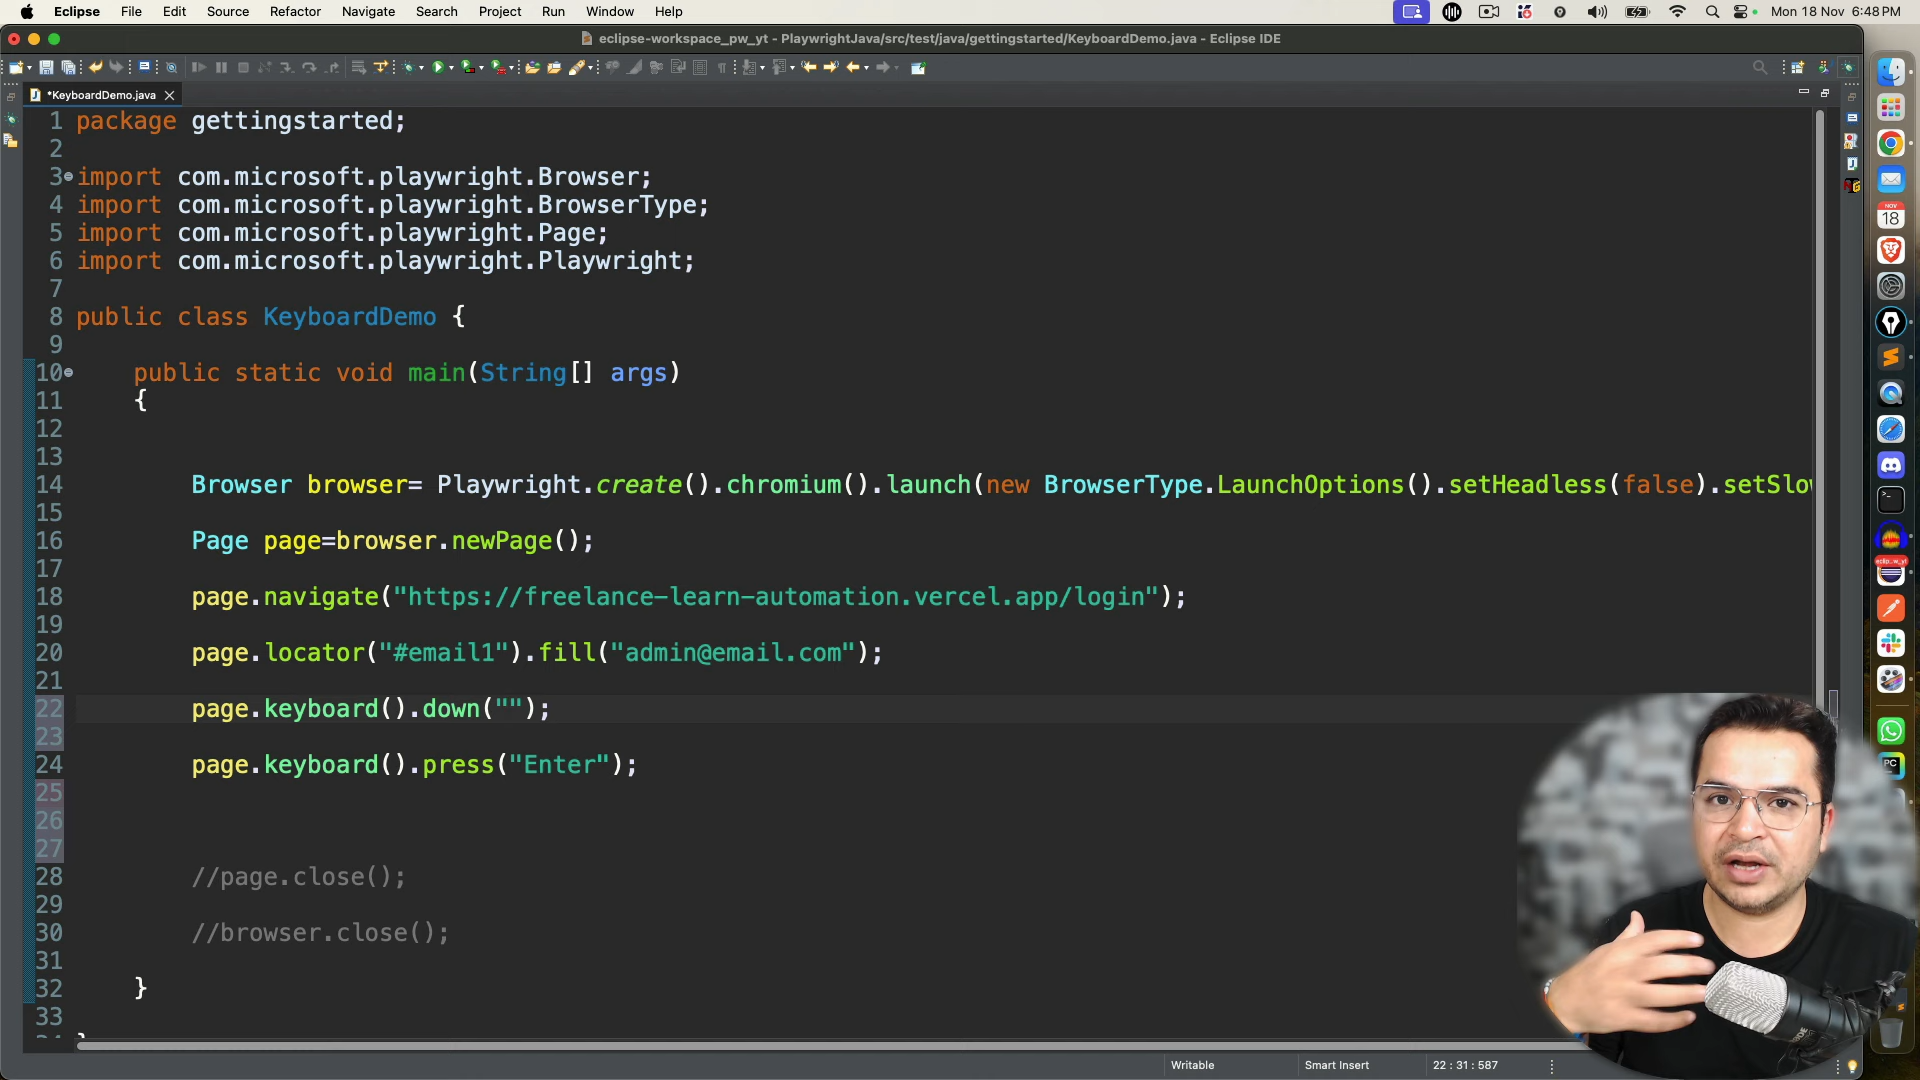 Eclipse File Edit Source Refactor Navigate Search Project Run Window Help Mon 18 Nov 6:48 PM
eclipse-workspace_pw_yt - PlaywrightJava/src/test/java/gettingstarted/KeyboardDemo.java - Eclipse IDE
*KeyboardDemo.java
1 package gettingstarted;
2
3 import com.microsoft.playwright.Browser;
4 import com.microsoft.playwright.BrowserType;
5 import com.microsoft.playwright.Page;
6 import com.microsoft.playwright.Playwright;
7
8 public class KeyboardDemo {
9
10 public static void main(String[] args)
11 {
12
13
14 Browser browser= Playwright.create().chromium().launch(new BrowserType.LaunchOptions().setHeadless(false).setSlow
15
16 Page page=browser.newPage();
17
18 page.navigate("https://freelance-learn-automation.vercel.app/login");
19
20 page.locator("#email1").fill("admin@email.com");
21
22 page.keyboard().down("");
23
24 page.keyboard().press("Enter");
25
26
27
28 //page.close();
29
30 //browser.close();
31
32 }
33
NOV
18
eclip..w_yt
PC
Writable Smart Insert 22 : 31 : 587